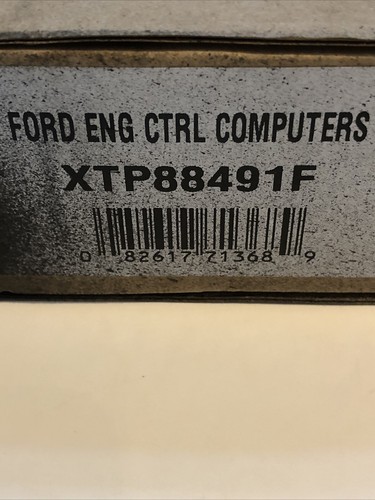 FORD ENG CTRL COMPUTERS
XTP88491F
0 82617 71368 9